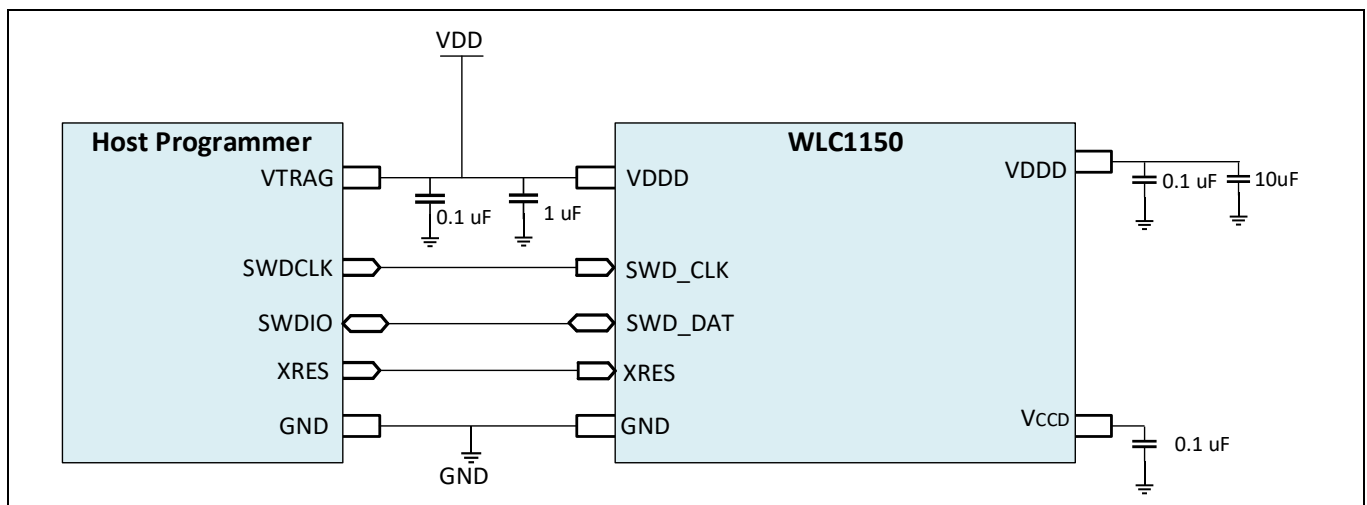 VDD
Host Programmer
WLC1150
VTRAG
VDDD
VDDD
0.1 uF
1 uF
0.1 uF
10uF
SWDCLK
SWD_CLK
SWDIO
SWD_DAT
XRES
XRES
GND
GND
VCCD
0.1 uF
GND